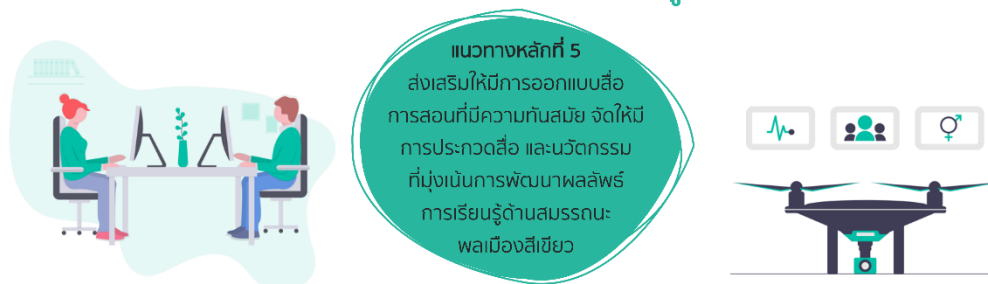 แนวทางหลักที่ 5
ส่งเสริมให้มีการออกแบบสื่อ
การสอนที่มีความทันสมัย จัดให้มี
การประกวดสื่อ และนวัตกรรม
ที่มุ่งเน้นการพัฒนาผลลัพธ์
การเรียนรู้ด้านสมรรถนะ
พลเมืองสีเขียว